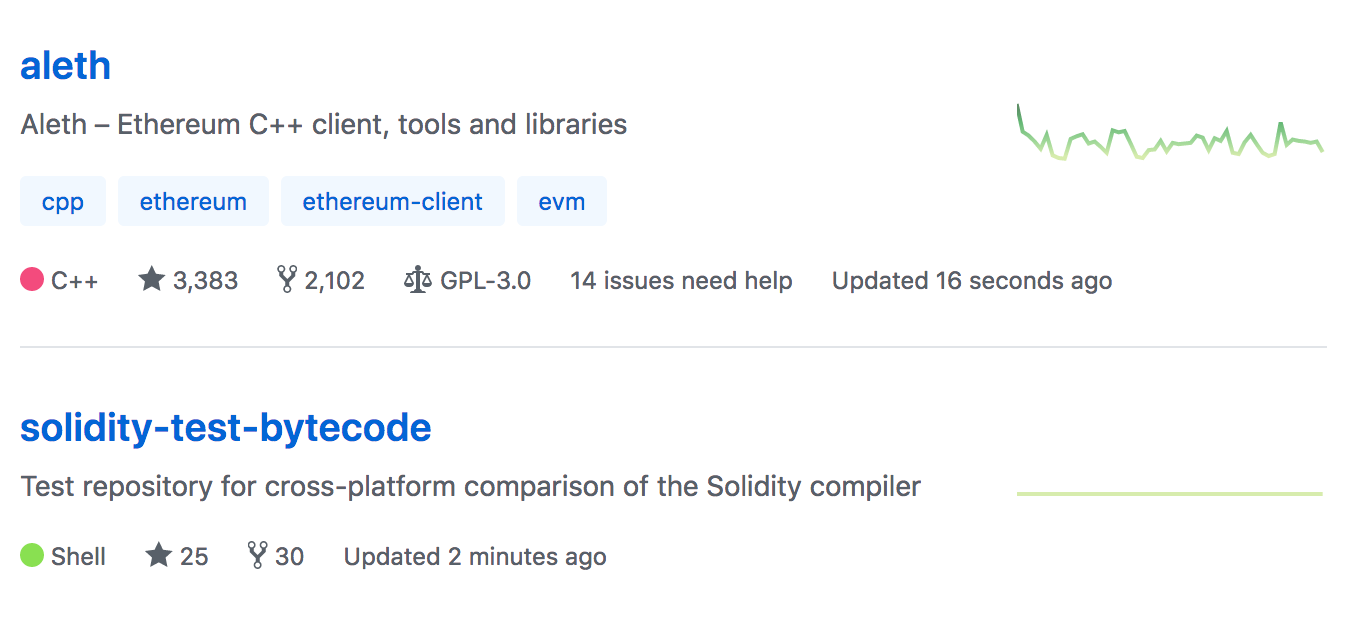 aleth
Aleth – Ethereum C++ client, tools and libraries
cpp ethereum ethereum-client evm
C++ 3,383 2,102 GPL-3.0 14 issues need help Updated 16 seconds ago
solidity-test-bytecode
Test repository for cross-platform comparison of the Solidity compiler
Shell 25 30 Updated 2 minutes ago